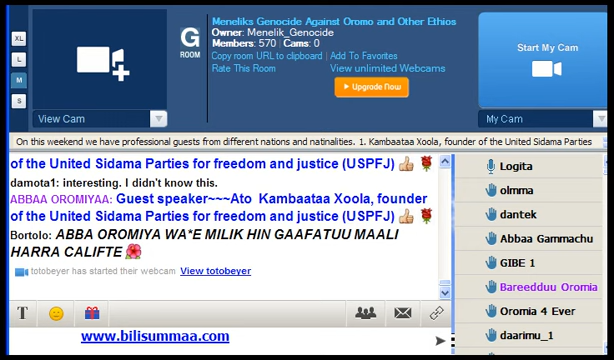 XL
L
M
S
View Cam
G
ROOM
Meneliks Genocide Against Oromo and Other Ethios
Owner: Menelik_Genocide
Members: 570 | Cams: 0
Copy room URL to clipboard | Add To Favorites
Rate This Room View unlimited Webcams
Upgrade Now
Start My Cam
My Cam
On this weekend we have professional guests from different nations and natinalities. 1. Kambaataa Xoola, founder of the United Sidama Parties
of the United Sidama Parties for freedom and justice (USPFJ)
damota1: interesting. I didn't know this.
ABBAA OROMIYAA: Guest speaker~~~Ato Kambaataa Xoola, founder
of the United Sidama Parties for freedom and justice (USPFJ)
Bortolo: ABBA OROMIYA WA*E MILIK HIN GAAFATUU MAALI
HARRA CALIFTE
totobeyer has started their webcam View totobeyer
T
www.bilisummaa.com
Logita
olmma
dantek
Abbaa Gammachu
GIBE 1
Bareedduu Oromia
Oromia 4 Ever
daarimu_1